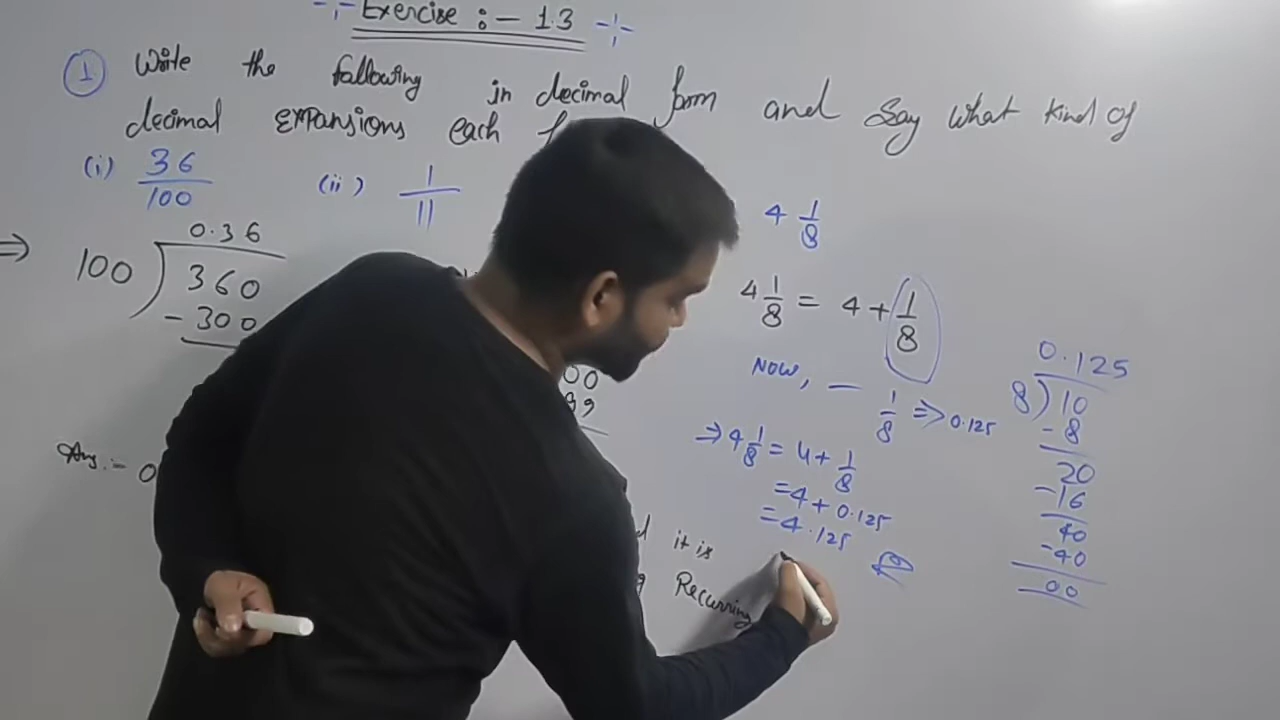 Exercise :- 1.3
① Write the following in decimal form and Say what kind of
decimal expansions each
(i) 36/100 (ii) 1/11
0.36
100 ) 360
- 300
Ans :- 0
00
99
it is
Recurring
4 1/8
4 1/8 = 4 + 1/8
NOW, — 1/8 ⇒ 0.125
⇒ 4 1/8 = 4 + 1/8
= 4 + 0.125
= 4.125
0.125
8 ) 10
- 8
20
- 16
40
- 40
00